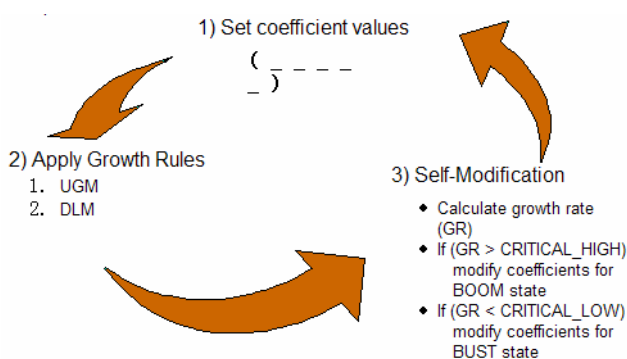 1) Set coefficient values
( _ _ _ _
_ )
2) Apply Growth Rules
1. UGM
2. DLM
3) Self-Modification
◆ Calculate growth rate
(GR)
◆ If (GR > CRITICAL_HIGH)
modify coefficients for
BOOM state
◆ If (GR < CRITICAL_LOW)
modify coefficients for
BUST state